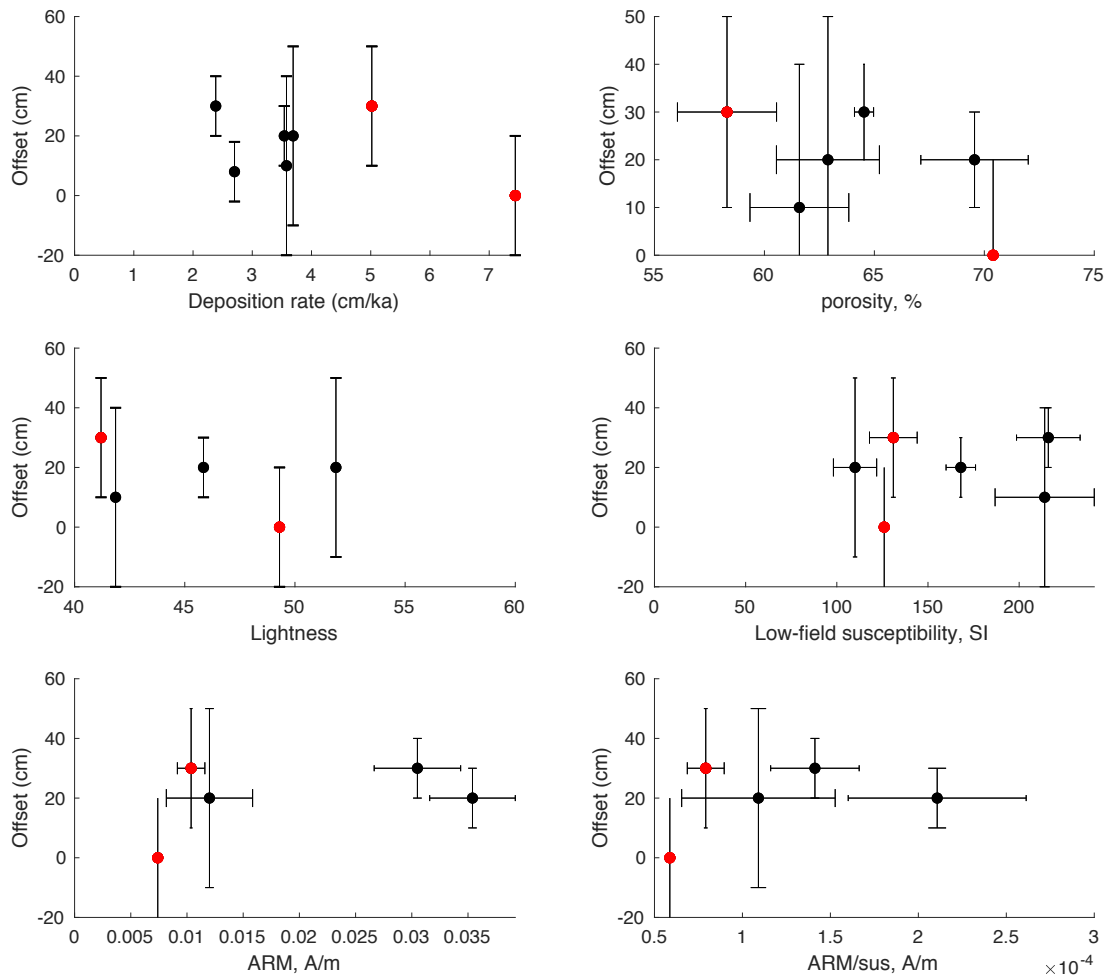 60
40
20
0
-20
Offset (cm)
0 1 2 3 4 5 6 7
Deposition rate (cm/ka)
50
40
30
20
10
0
Offset (cm)
55 60 65 70 75
porosity, %
60
40
20
0
-20
Offset (cm)
40 45 50 55 60
Lightness
60
40
20
0
-20
Offset (cm)
0 50 100 150 200
Low-field susceptibility, SI
60
40
20
0
-20
Offset (cm)
0 0.005 0.01 0.015 0.02 0.025 0.03 0.035
ARM, A/m
60
40
20
0
-20
Offset (cm)
0.5 1 1.5 2 2.5 3
ARM/sus, A/m ×10⁻⁴